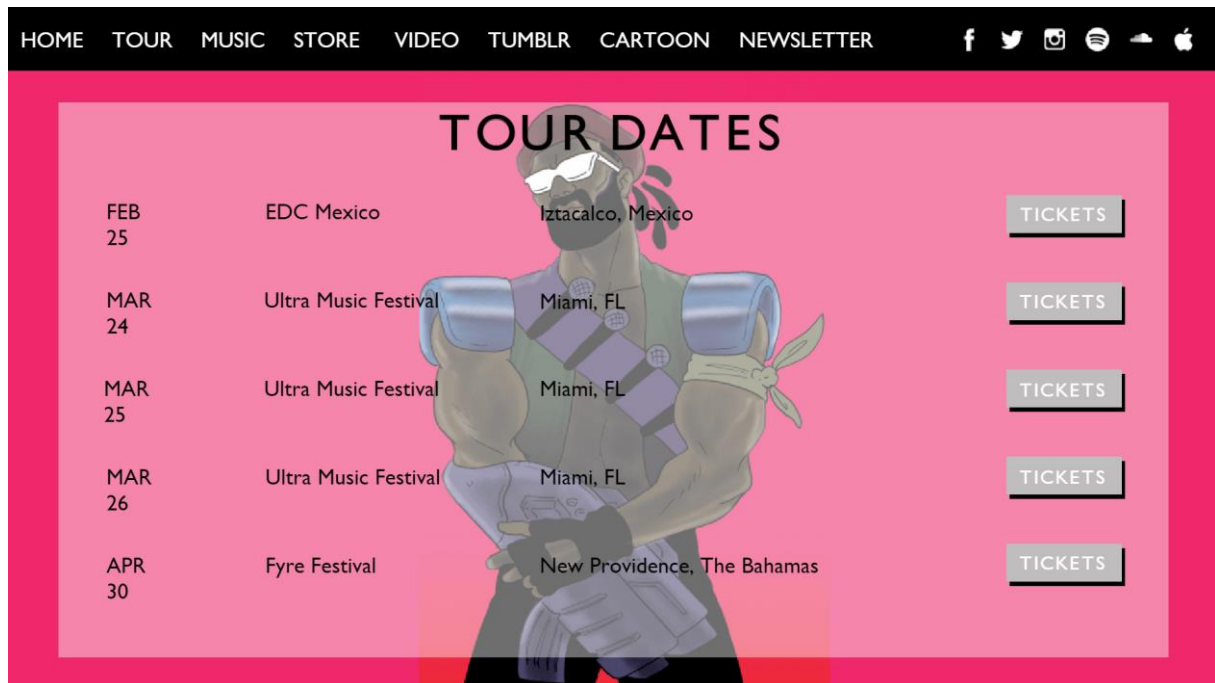 HOME TOUR MUSIC STORE VIDEO TUMBLR CARTOON NEWSLETTER
TOUR DATES
FEB EDC Mexico Iztacalco, Mexico TICKETS
25
MAR Ultra Music Festival Miami, FL TICKETS
24
MAR Ultra Music Festival Miami, FL TICKETS
25
MAR Ultra Music Festival Miami, FL TICKETS
26
APR Fyre Festival New Providence, The Bahamas TICKETS
30